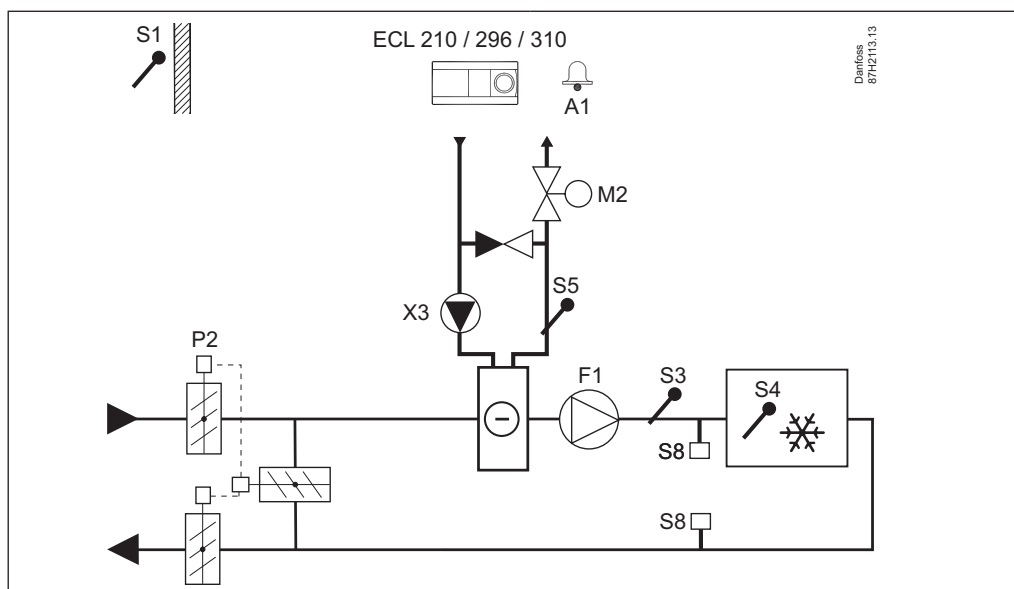 S1
ECL 210 / 296 / 310
A1
Danfoss
87H2113.13
M2
S5
X3
P2
F1
S3
S4
S8
S8